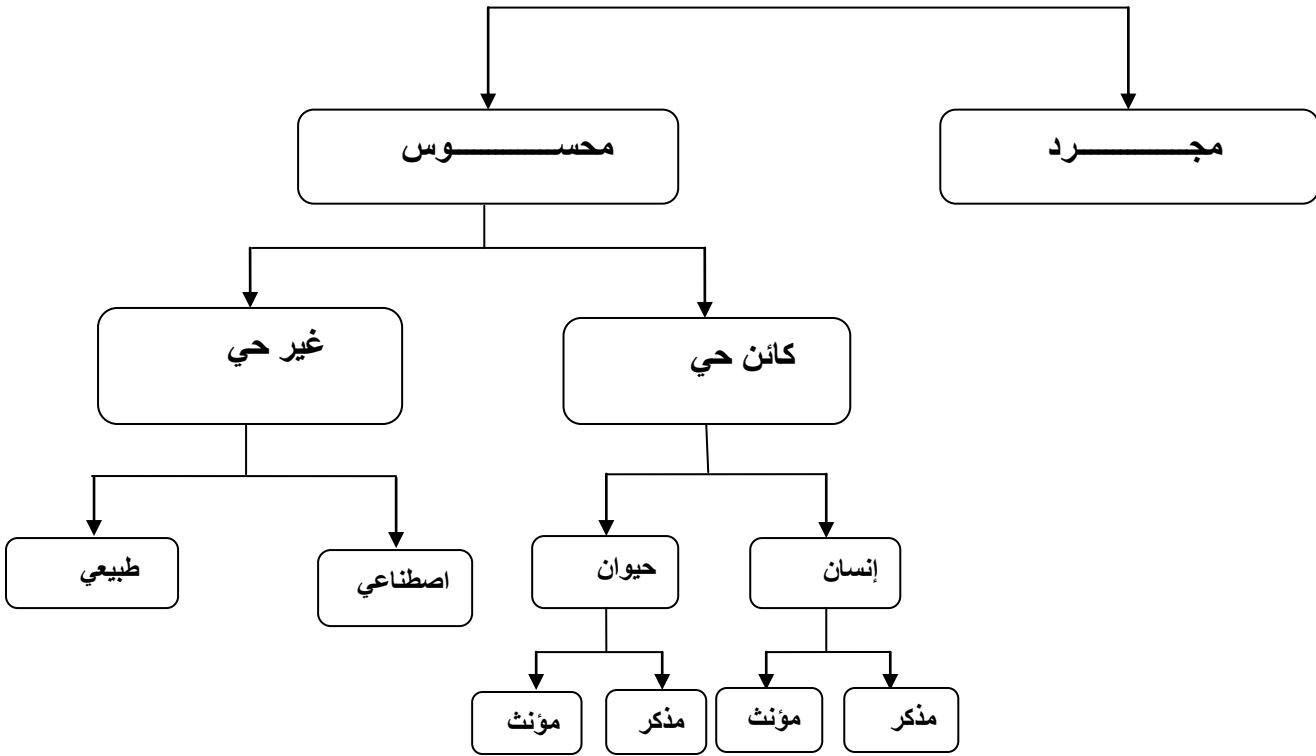 مجـــــــرد
محســـــــوس
كائن حي
غير حي
إنسان
حيوان
اصطناعي
طبيعي
مذكر
مؤنث
مذكر
مؤنث